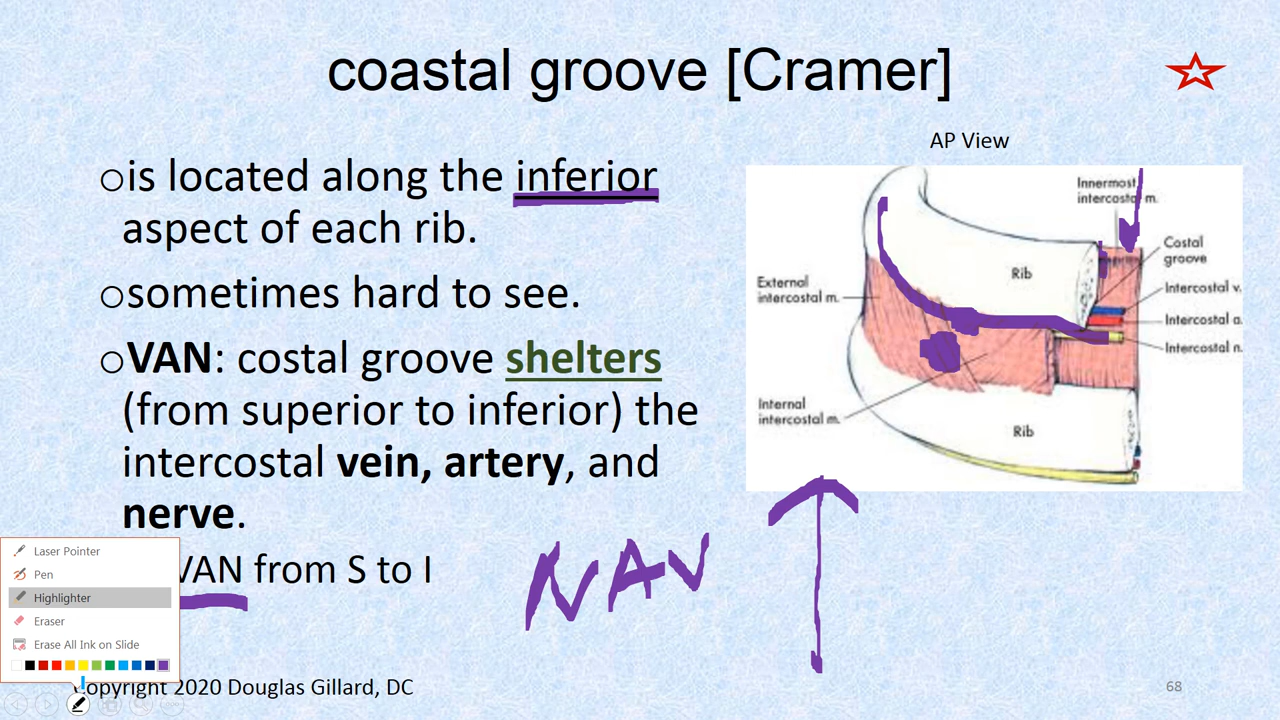 coastal groove [Cramer]
AP View
is located along the inferior
aspect of each rib.
sometimes hard to see.
VAN: costal groove shelters
(from superior to inferior) the
intercostal vein, artery, and
nerve.
VAN from S to I
Innermost
intercostal m.
Costal
groove
Rib
External
intercostal m.
Intercostal v.
Intercostal a.
Intercostal n.
Internal
intercostal m.
Rib
NAV
Laser Pointer
Pen
Highlighter
Eraser
Erase All Ink on Slide
Copyright 2020 Douglas Gillard, DC
68